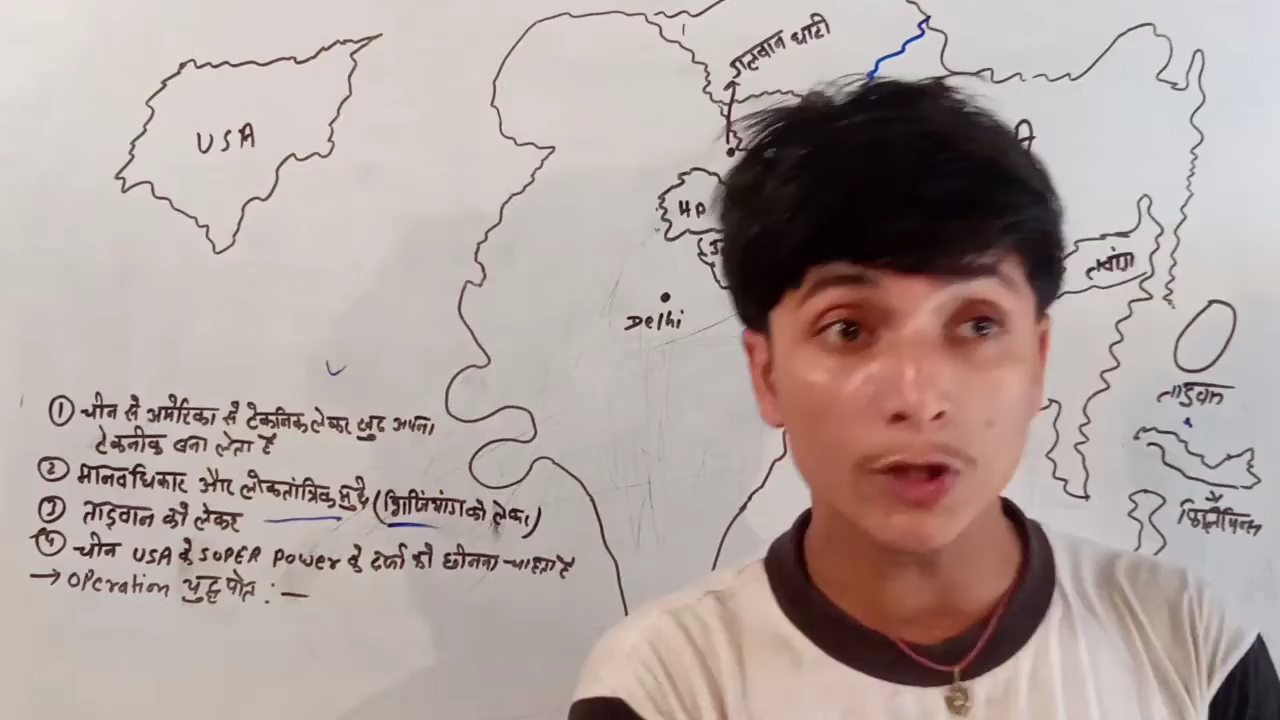 गलवान घाटी
USA
A
HP
तवांग
Delhi
ताइवान
① चीन से अमेरिका से टेकनिक लेकर खुद अपना
टेकनीक बना लेता है
② मानवधिकार और लोकतांत्रिक मुद्दे (शिंजियांग को लेकर)
③ ताइवान को लेकर
④ चीन USA के SUPER POWER के दर्जा को छीनना चाहता है
फिलिपिन्स
→ OPeration युद्ध पोत : —